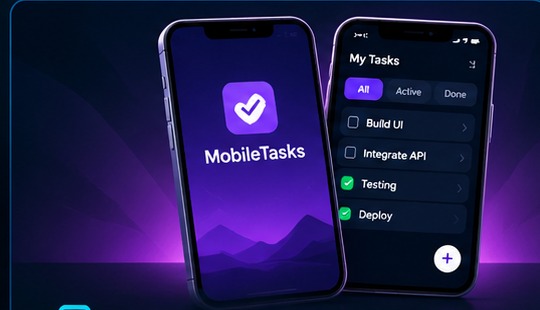 MobileTasks
My Tasks
All Active Done
Build UI
Integrate API
Testing
Deploy
+